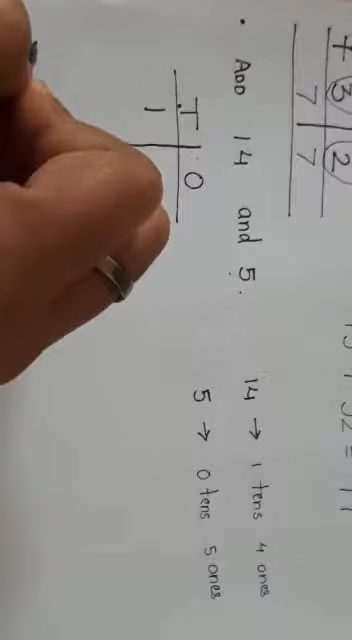 + 3 2
7 7
• ADD 14 and 5.
T O
1
14 → 1 tens 4 ones
5 → 0 tens 5 ones